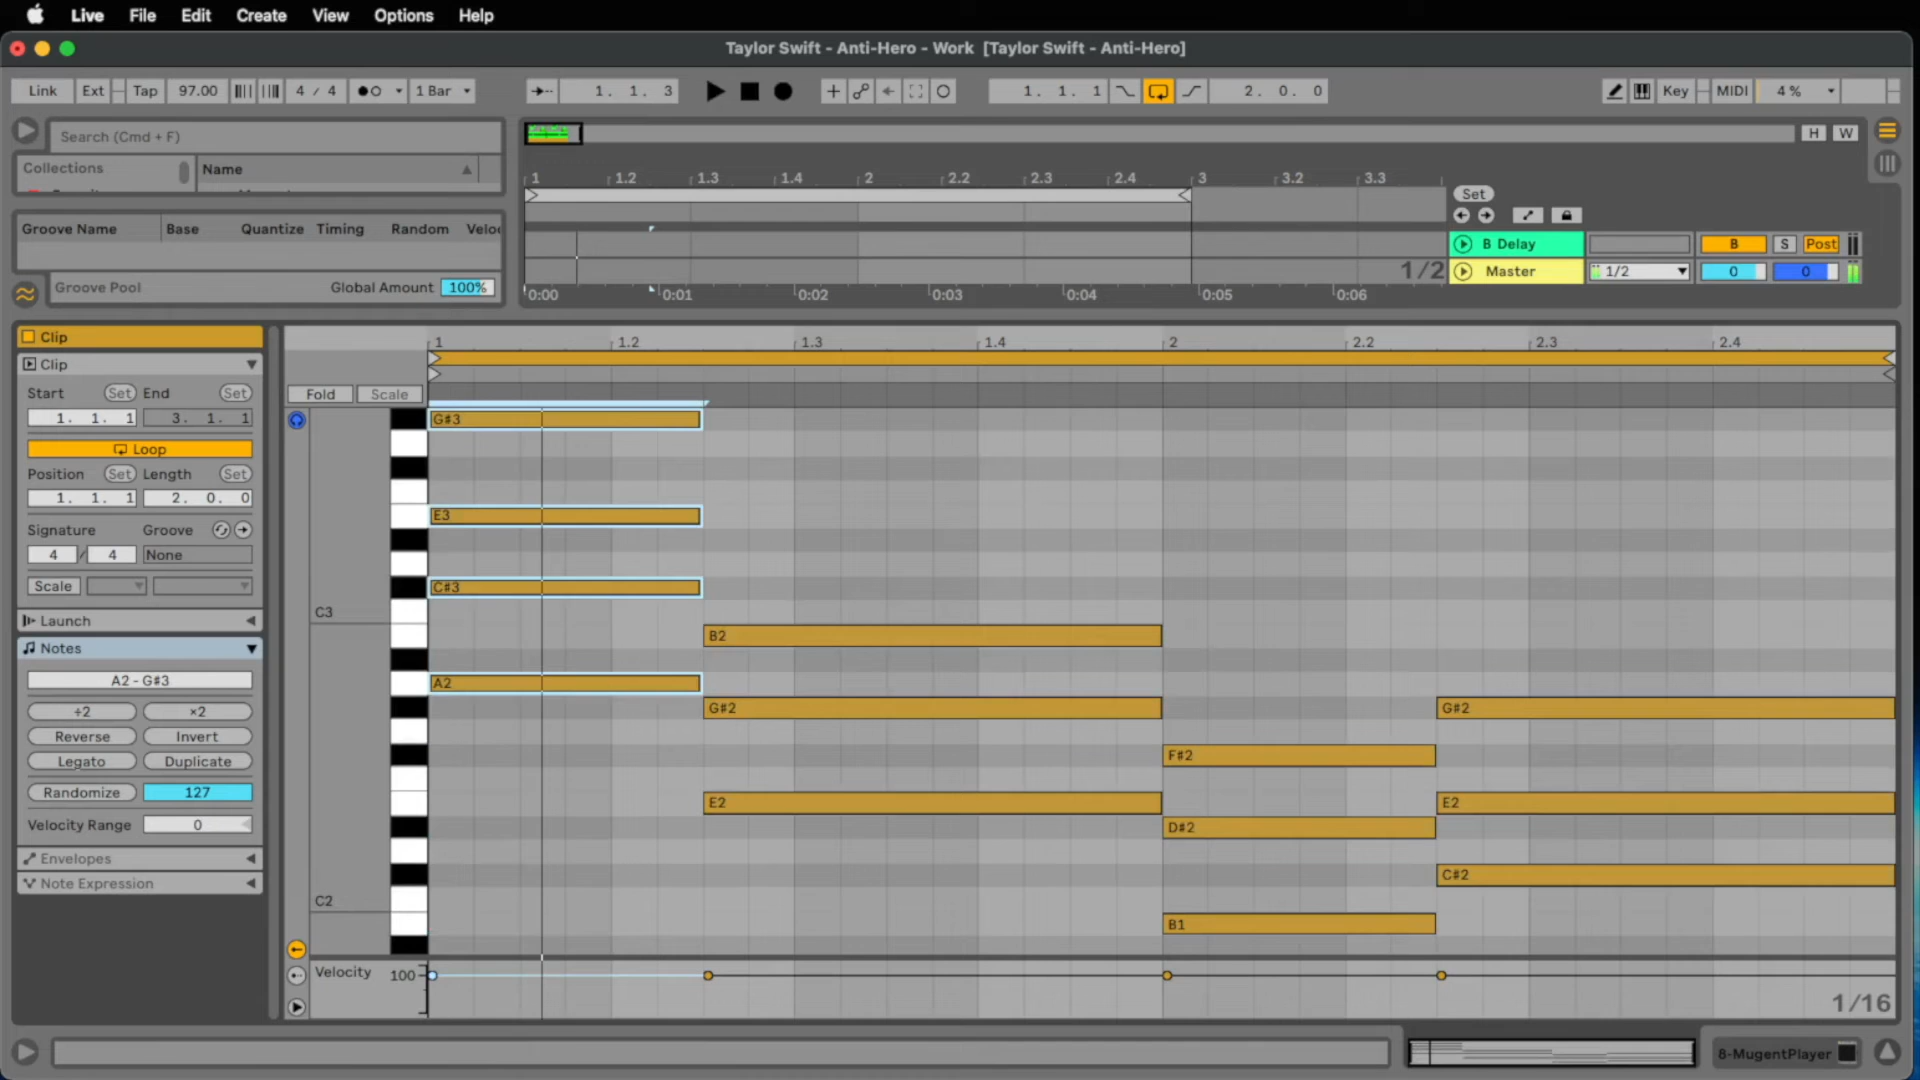 Live File Edit Create View Options Help
Taylor Swift - Anti-Hero - Work [Taylor Swift - Anti-Hero]
Link Ext Tap 97.00 4 / 4 1 Bar 1. 1. 3 1. 1. 1 2. 0. 0 Key MIDI 4 %
Search (Cmd + F) H W
Collections Name
1 1.2 1.3 1.4 2 2.2 2.3 2.4 3 3.2 3.3
Set
Groove Name Base Quantize Timing Random
B Delay B S Post
1/2 Master 1/2 0 0
Groove Pool Global Amount 100%
0:00 0:01 0:02 0:03 0:04 0:05 0:06
Clip
1 1.2 1.3 1.4 2 2.2 2.3 2.4
Clip
Start Set End Set
Fold Scale
1. 1. 1 3. 1. 1
G#3
Loop
Position Set Length Set
1. 1. 1 2. 0. 0
E3
Signature Groove
4 / 4 None
Scale
C#3
C3
Launch
B2
Notes
A2 - G#3
A2
÷2 ×2
G#2 G#2
Reverse Invert
F#2
Legato Duplicate
Randomize 127
E2 E2
Velocity Range 0
D#2
Envelopes
C#2
Note Expression
C2
B1
Velocity 100
1/16
8-MugentPlayer